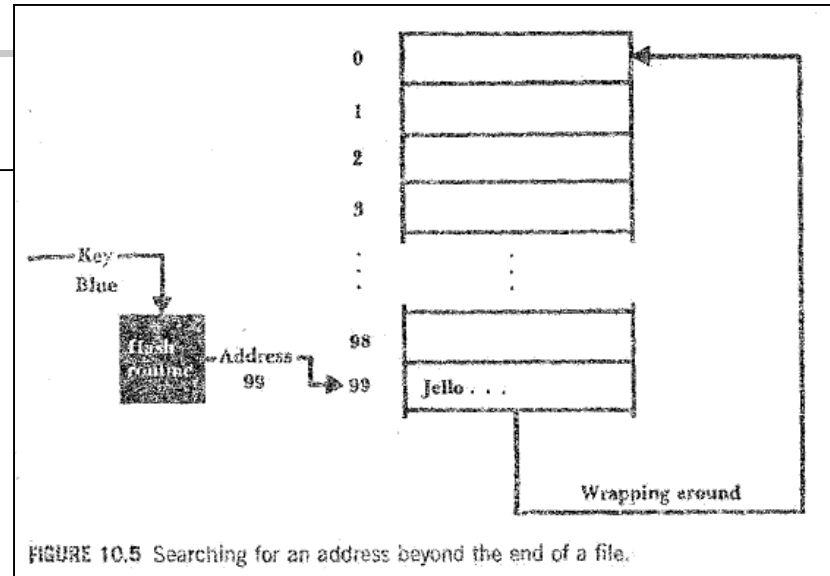 0
1
2
3
Key
Blue
Hash
routine
Address
99
98
99
Jello . . .
Wrapping around
FIGURE 10.5 Searching for an address beyond the end of a file.